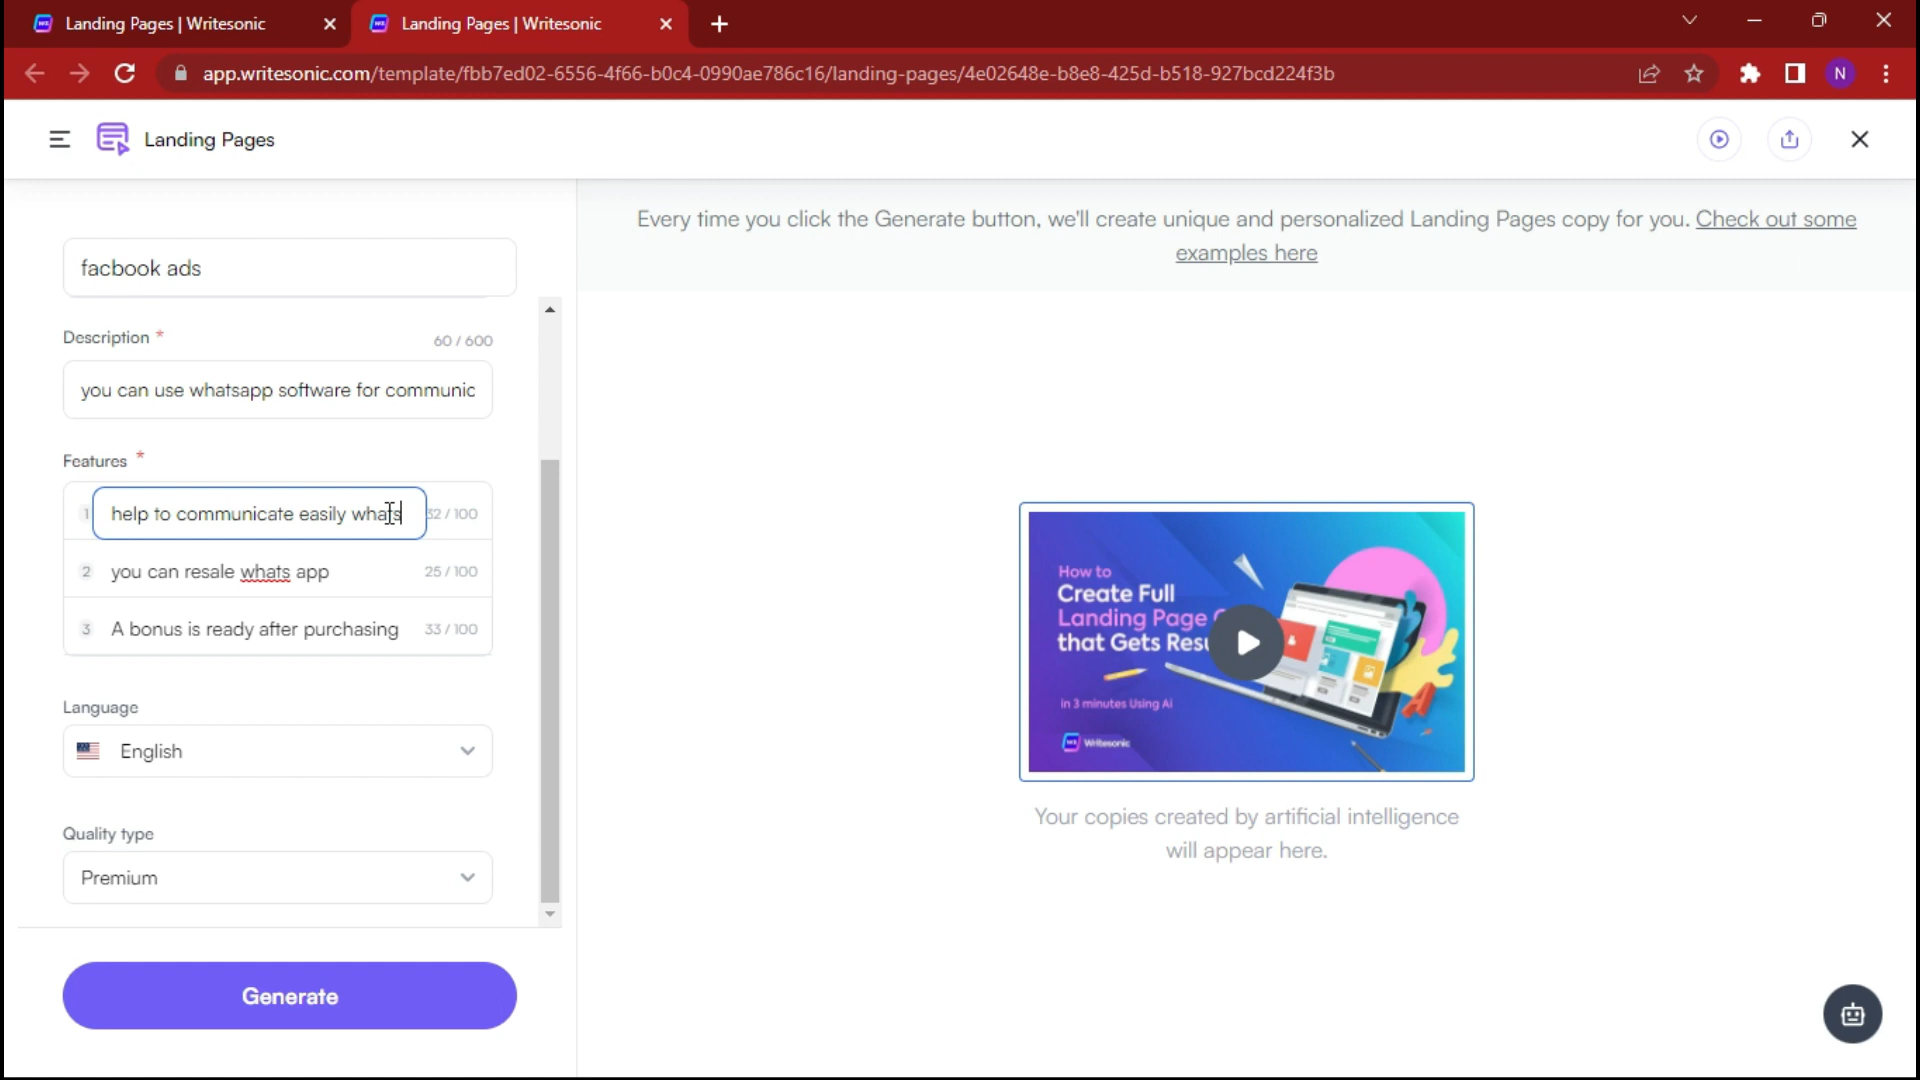 Landing Pages | Writesonic
Landing Pages | Writesonic
app.writesonic.com/template/fbb7ed02-6556-4f66-b0c4-0990ae786c16/landing-pages/4e02648e-b8e8-425d-b518-927bcd224f3b
N
Landing Pages
Every time you click the Generate button, we'll create unique and personalized Landing Pages copy for you. Check out some
examples here
facbook ads
Description *
60 / 600
you can use whatsapp software for communic
Features *
1 help to communicate easily whats 32 / 100
2 you can resale whats app 25 / 100
3 A bonus is ready after purchasing 33 / 100
Language
English
Quality type
Premium
Generate
How to
Create Full
Landing Page
that Gets Resu
in 3 minutes Using Ai
Writesonic
Your copies created by artificial intelligence
will appear here.